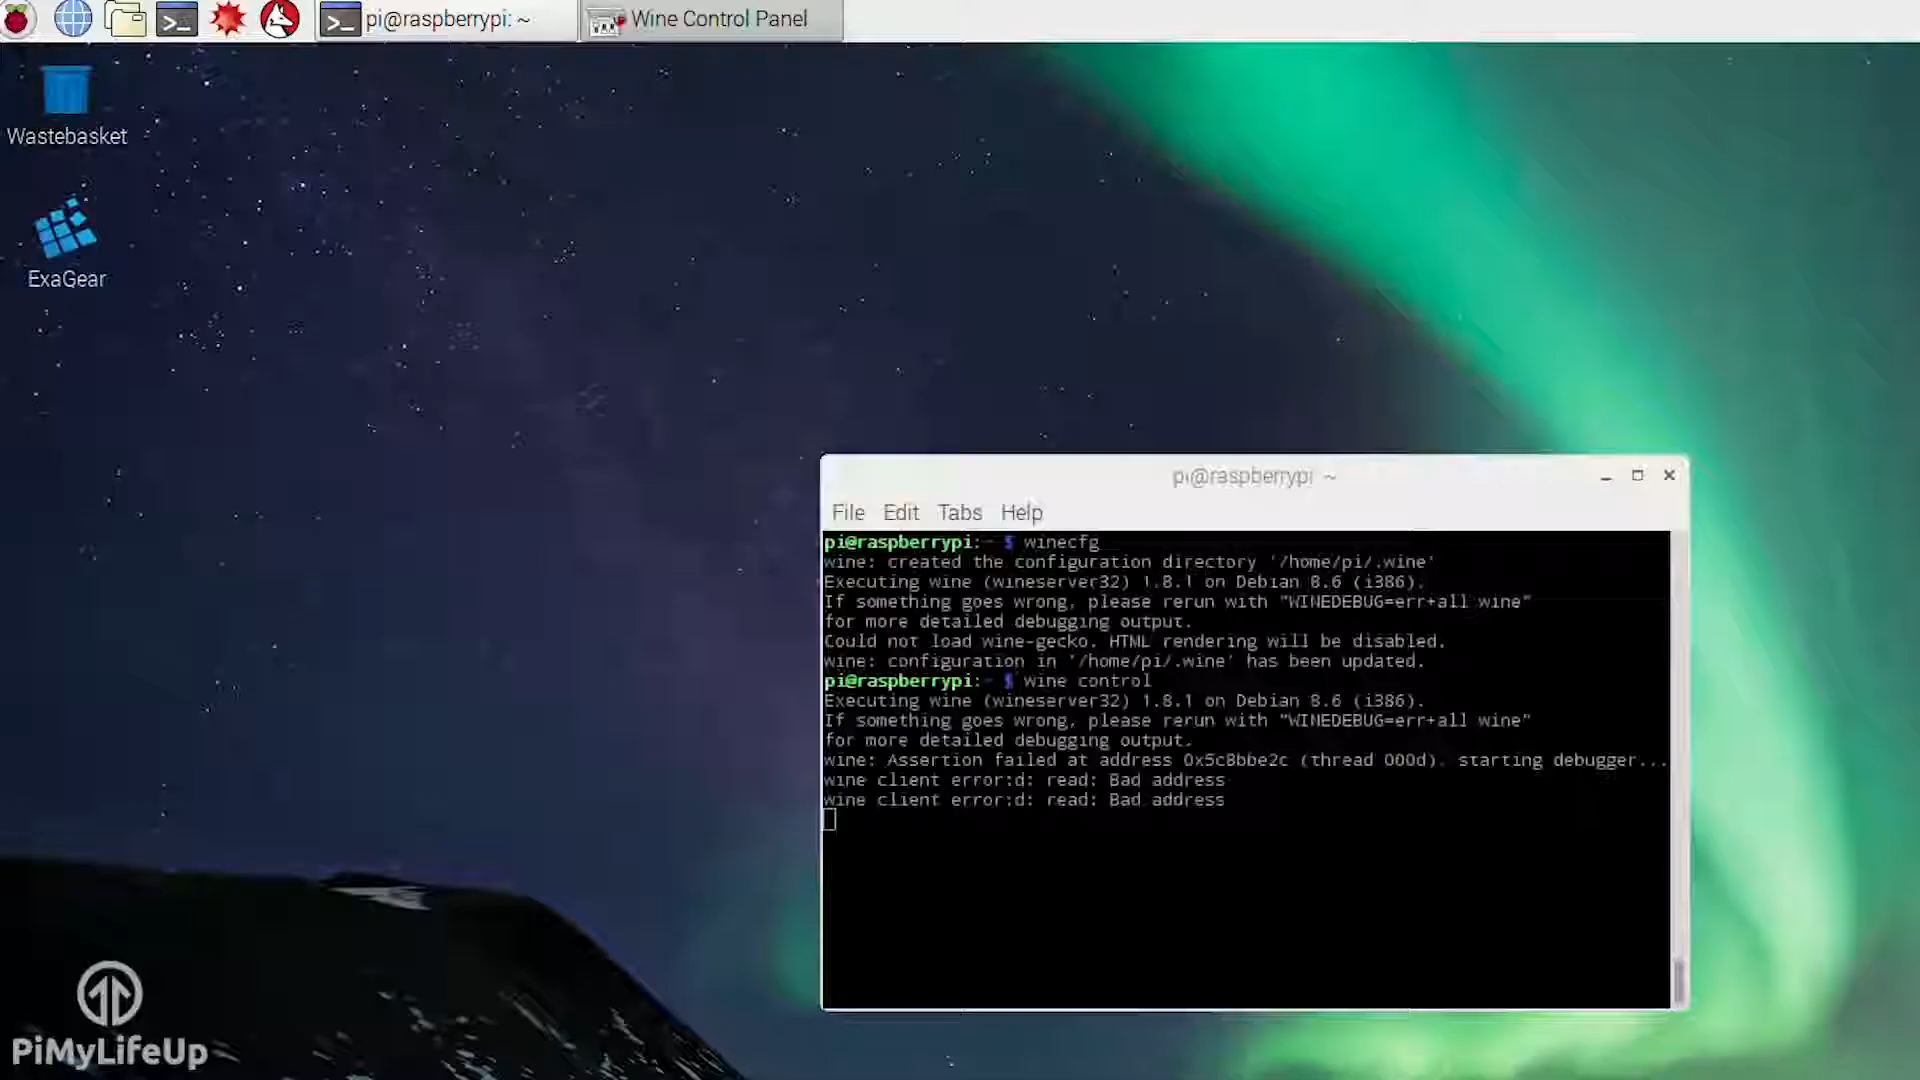 pi@raspberrypi: ~
Wine Control Panel
Wastebasket
ExaGear
pi@raspberrypi: ~
File Edit Tabs Help
pi@raspberrypi:~ $ winecfg
wine: created the configuration directory '/home/pi/.wine'
Executing wine (wineserver32) 1.8.1 on Debian 8.6 (i386).
If something goes wrong, please rerun with "WINEDEBUG=err+all wine"
for more detailed debugging output.
Could not load wine-gecko. HTML rendering will be disabled.
wine: configuration in '/home/pi/.wine' has been updated.
pi@raspberrypi:~ $ wine control
Executing wine (wineserver32) 1.8.1 on Debian 8.6 (i386).
If something goes wrong, please rerun with "WINEDEBUG=err+all wine"
for more detailed debugging output.
wine: Assertion failed at address 0x5c8bbe2c (thread 000d), starting debugger...
wine client error:d: read: Bad address
wine client error:d: read: Bad address
PiMyLifeUp